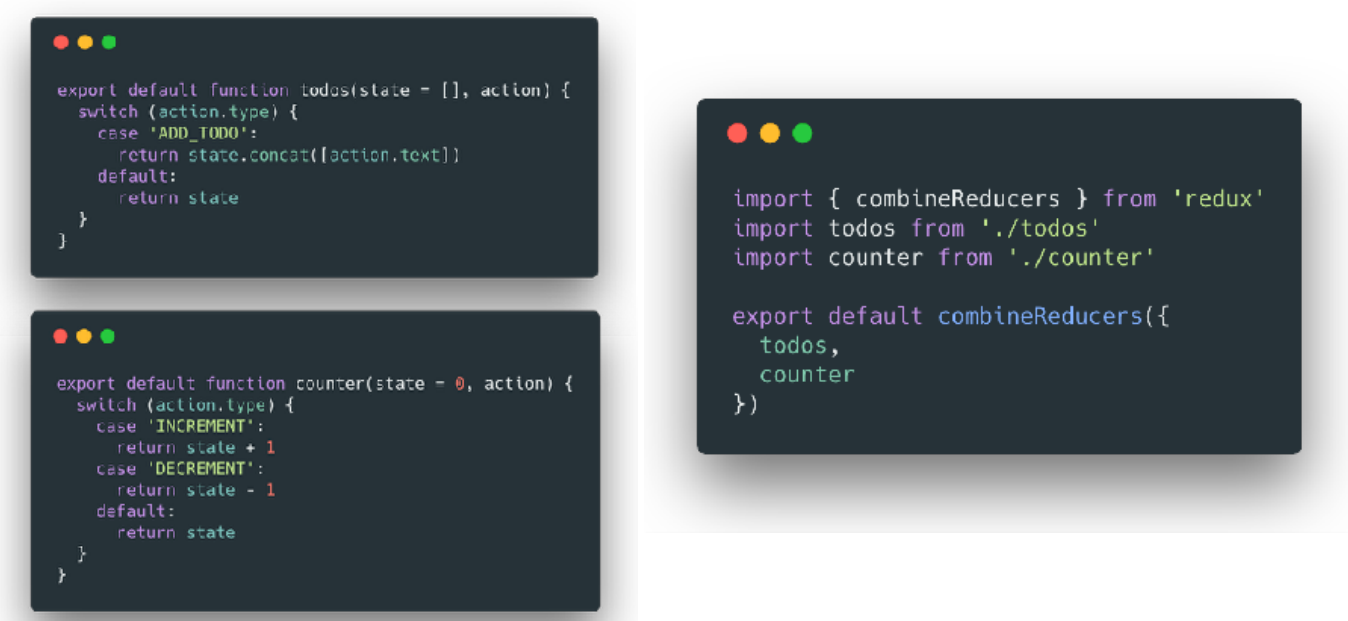 export default function todos(state = [], action) {
  switch (action.type) {
    case 'ADD_TODO':
      return state.concat([action.text])
    default:
      return state
  }
}
export default function counter(state = 0, action) {
  switch (action.type) {
    case 'INCREMENT':
      return state + 1
    case 'DECREMENT':
      return state - 1
    default:
      return state
  }
}
import { combineReducers } from 'redux'
import todos from './todos'
import counter from './counter'

export default combineReducers({
  todos,
  counter
})